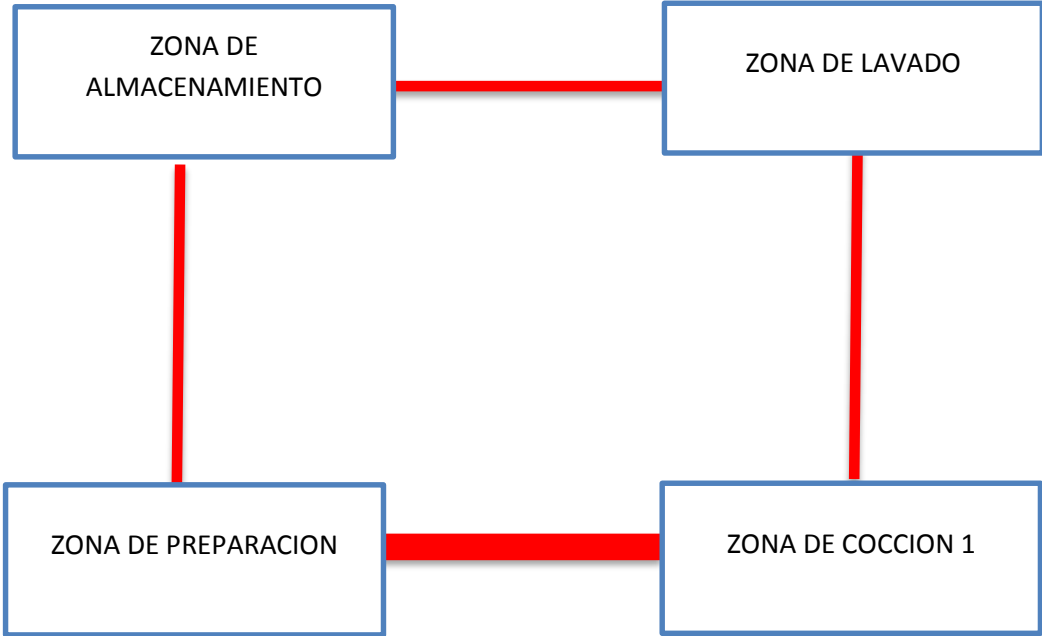 ZONA DE
ALMACENAMIENTO
ZONA DE LAVADO
ZONA DE PREPARACION
ZONA DE COCCION 1